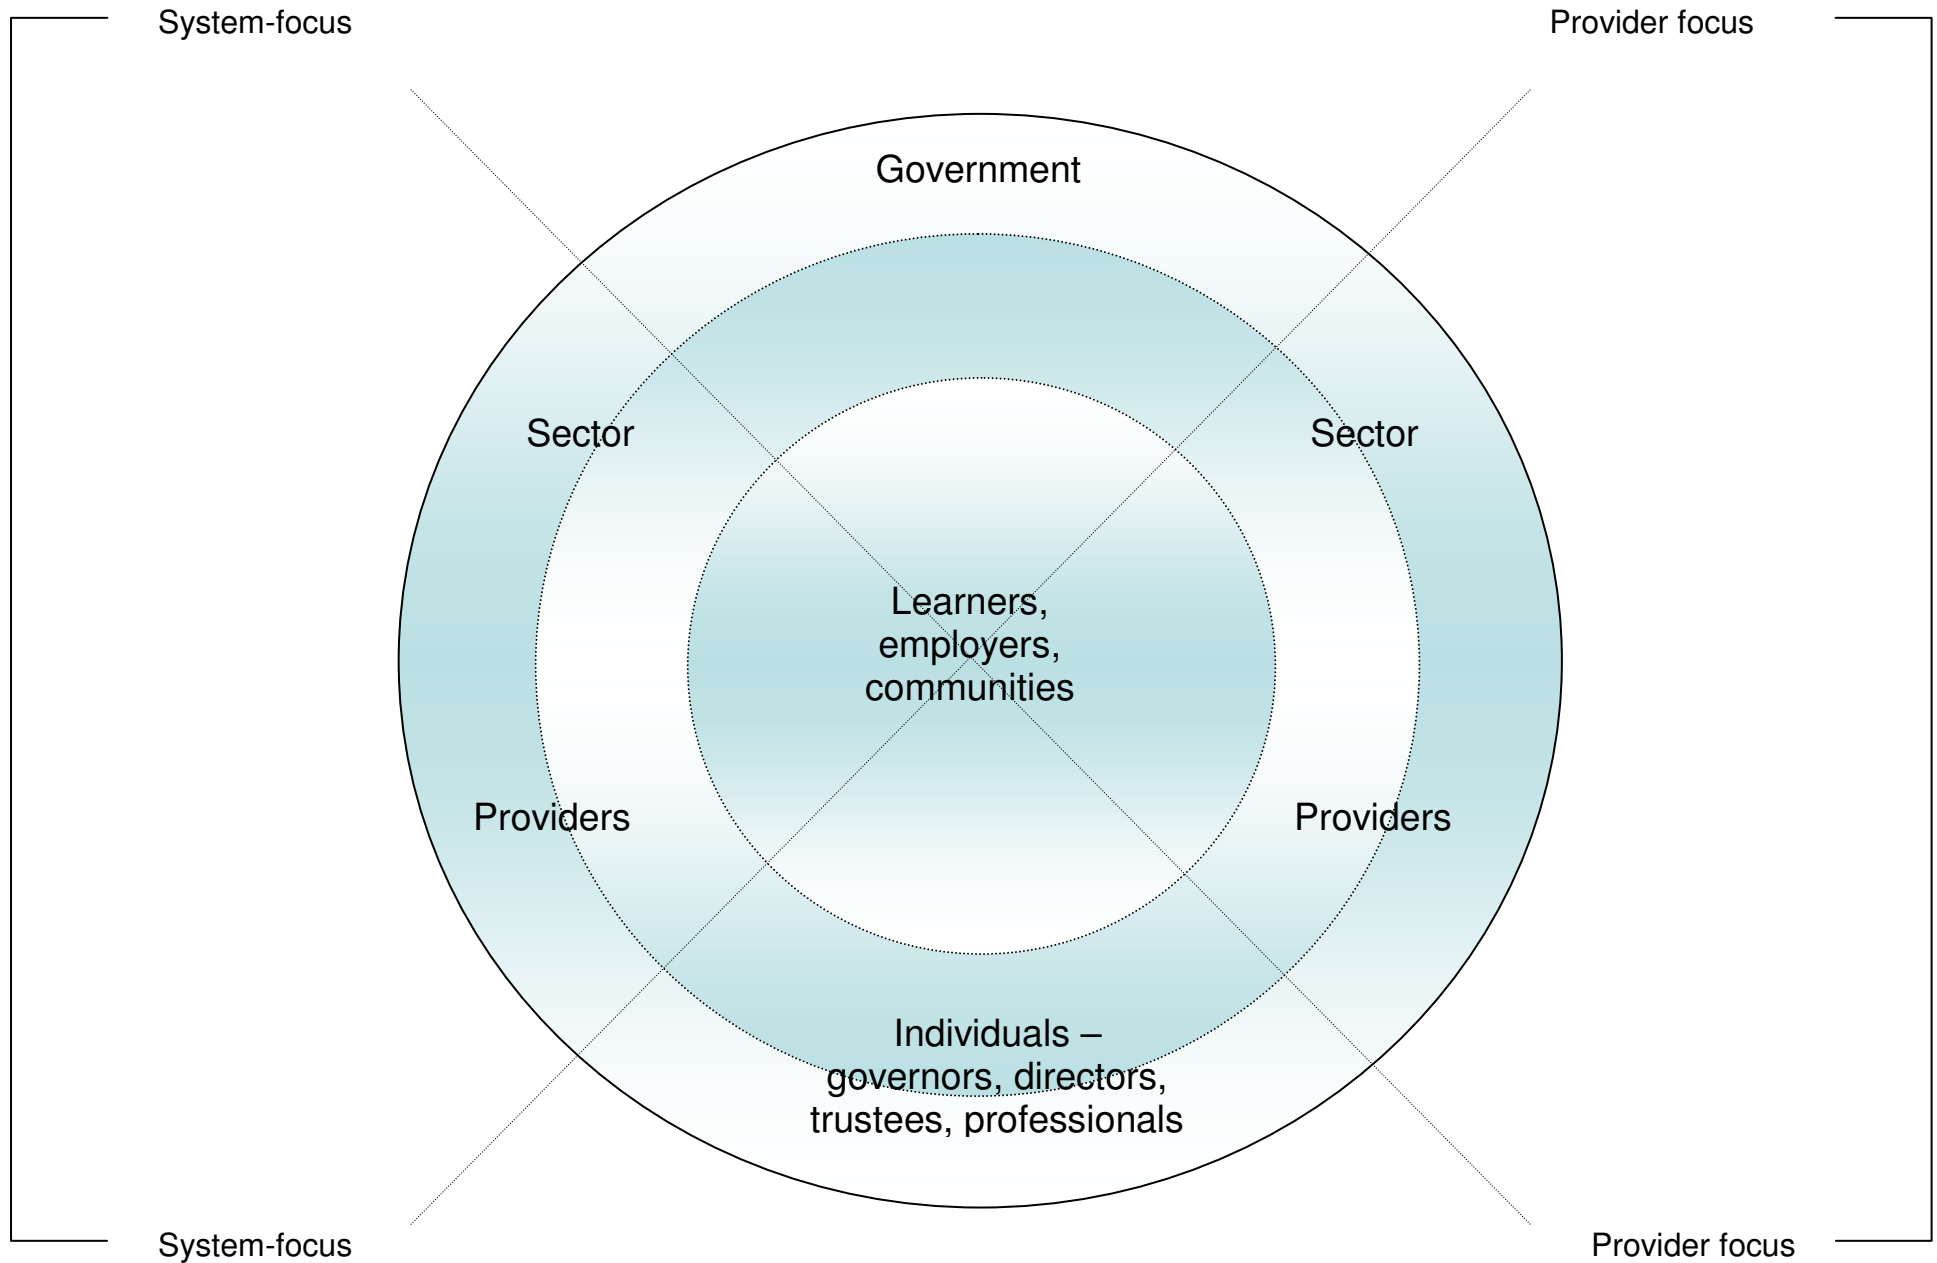 System-focus
Provider focus
Government
Sector
Sector
Learners,
employers,
communities
Providers
Providers
Individuals –
governors, directors,
trustees, professionals
System-focus
Provider focus